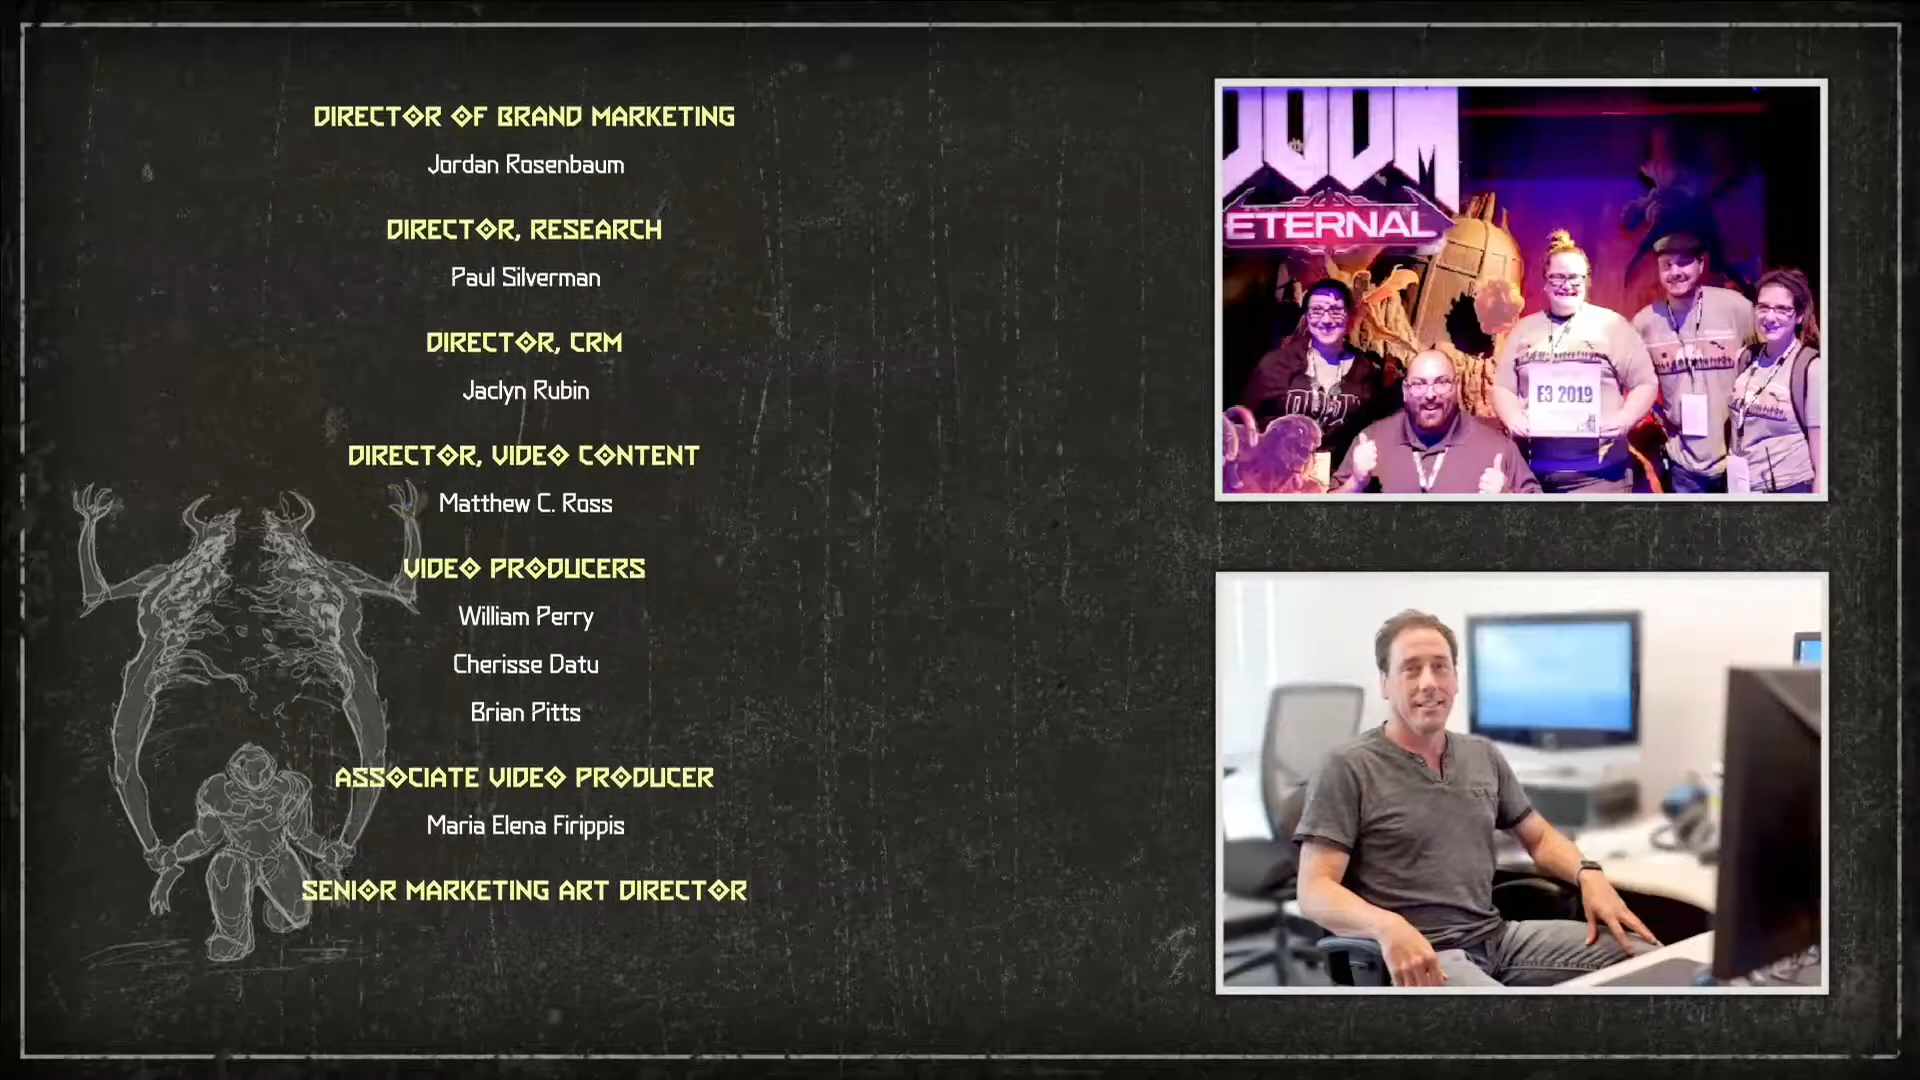 DIRECTOR OF BRAND MARKETING
Jordan Rosenbaum
DIRECTOR, RESEARCH
Paul Silverman
DIRECTOR, CRM
Jaclyn Rubin
DIRECTOR, VIDEO CONTENT
Matthew C. Ross
VIDEO PRODUCERS
William Perry
Cherisse Datu
Brian Pitts
ASSOCIATE VIDEO PRODUCER
Maria Elena Firippis
SENIOR MARKETING ART DIRECTOR
DOOM
ETERNAL
E3 2019